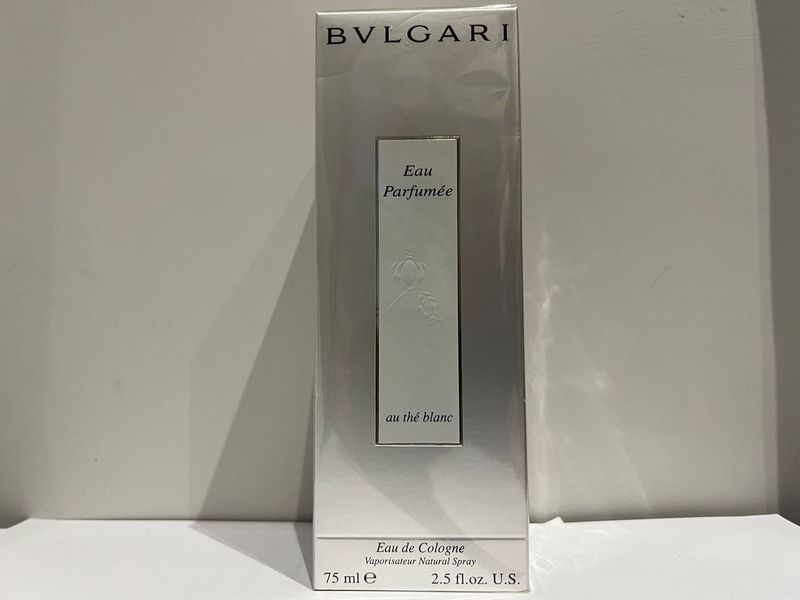 BVLGARI
Eau
Parfumée
au thé blanc
Eau de Cologne
Vaporisateur Natural Spray
75 ml ℮ 2.5 fl.oz. U.S.